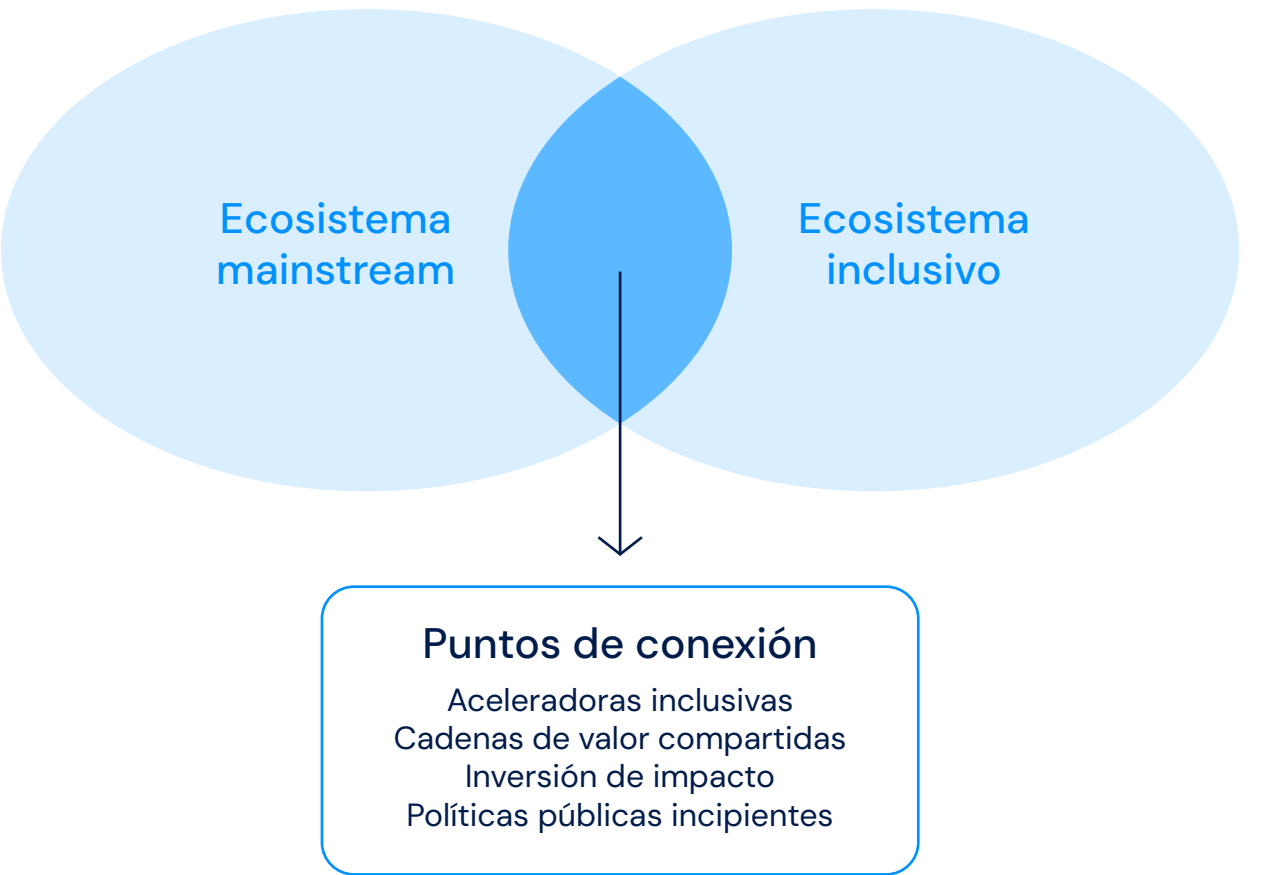 Ecosistema
mainstream
Ecosistema
inclusivo
Puntos de conexión
Aceleradoras inclusivas
Cadenas de valor compartidas
Inversión de impacto
Políticas públicas incipientes